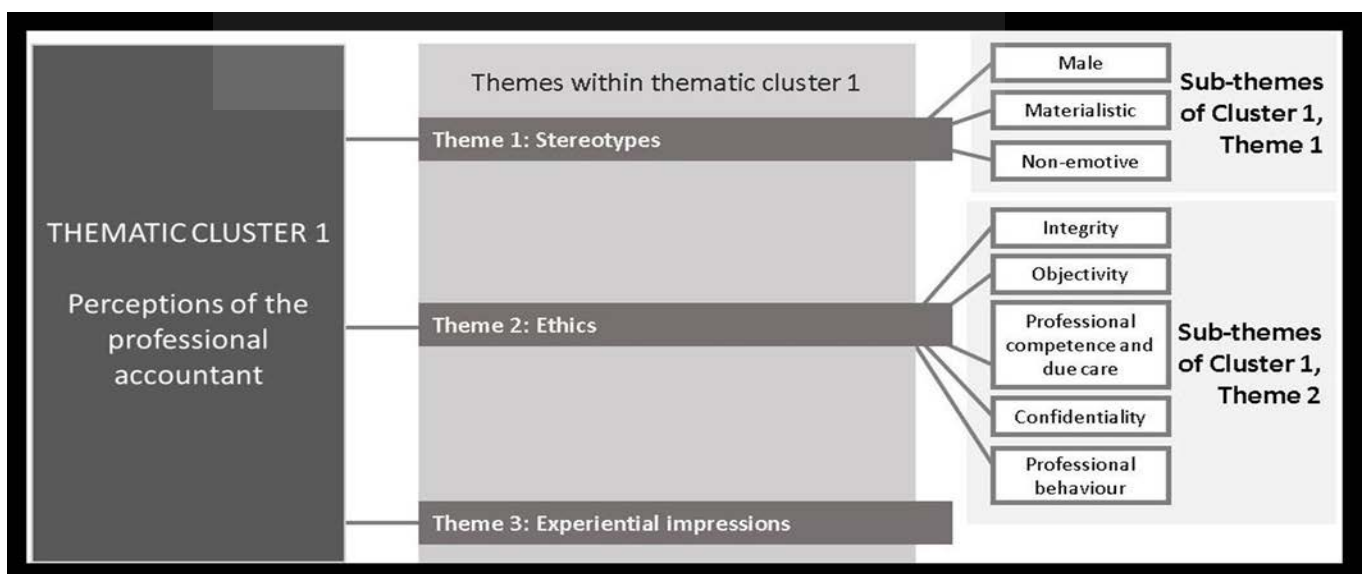 THEMATIC CLUSTER 1
Perceptions of the
professional
accountant
Themes within thematic cluster 1
Theme 1: Stereotypes
Male
Materialistic
Non-emotive
Sub-themes
of Cluster 1,
Theme 1
Theme 2: Ethics
Integrity
Objectivity
Professional
competence and
due care
Confidentiality
Professional
behaviour
Sub-themes
of Cluster 1,
Theme 2
Theme 3: Experiential impressions